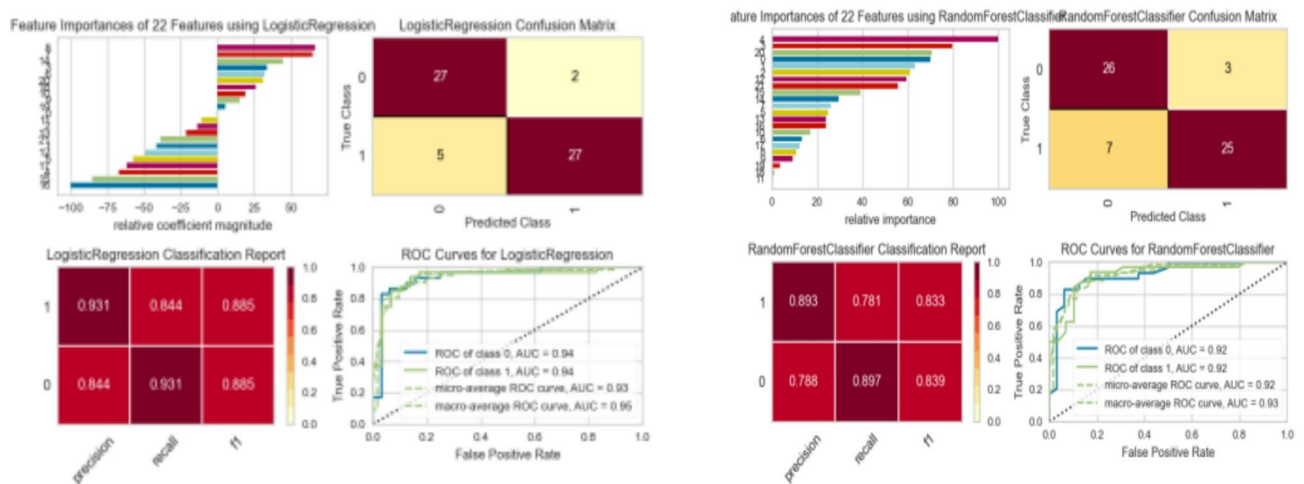 Feature Importances of 22 Features using LogisticRegression
−100 −75 −50 −25 0 25 50
relative coefficient magnitude
LogisticRegression Confusion Matrix
True Class
0
27
2
1
5
27
0
1
Predicted Class
LogisticRegression Classification Report
1
0.931
0.844
0.885
0
0.844
0.931
0.885
precision
recall
f1
1.0
0.8
0.6
0.4
0.2
0.0
ROC Curves for LogisticRegression
True Positive Rate
1.0
0.8
0.6
0.4
0.2
0.0
ROC of class 0, AUC = 0.94
ROC of class 1, AUC = 0.94
micro-average ROC curve, AUC = 0.93
macro-average ROC curve, AUC = 0.95
0.0 0.2 0.4 0.6 0.8 1.0
False Positive Rate
ature Importances of 22 Features using RandomForestClassifier
0 20 40 60 80 100
relative importance
RandomForestClassifier Confusion Matrix
True Class
0
26
3
1
7
25
0
1
Predicted Class
RandomForestClassifier Classification Report
1
0.893
0.781
0.833
0
0.788
0.897
0.839
precision
recall
f1
1.0
0.8
0.6
0.4
0.2
0.0
ROC Curves for RandomForestClassifier
True Positive Rate
1.0
0.8
0.6
0.4
0.2
0.0
ROC of class 0, AUC = 0.92
ROC of class 1, AUC = 0.92
micro-average ROC curve, AUC = 0.92
macro-average ROC curve, AUC = 0.93
0.0 0.2 0.4 0.6 0.8 1.0
False Positive Rate